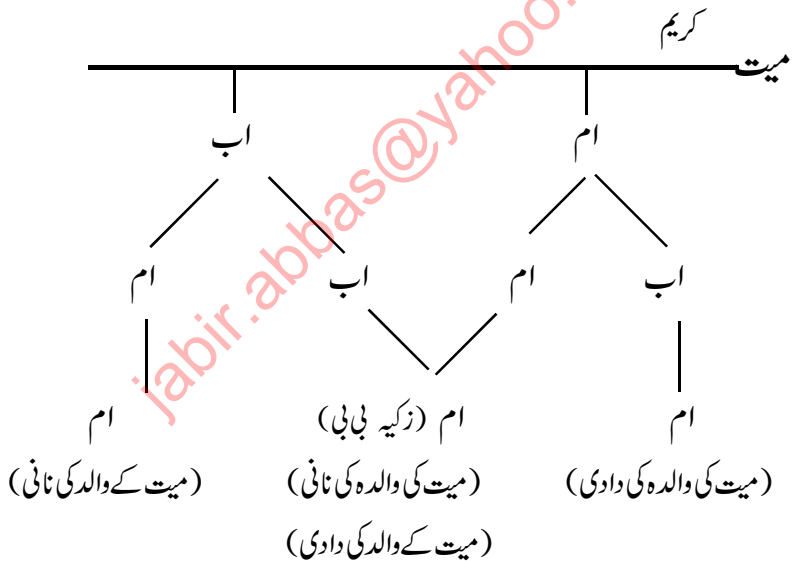 کریم
میت
ام اب
اب ام اب ام
ام ام (زکیہ بی بی) ام
(میت کی والدہ کی دادی) (میت کی والدہ کی نانی) (میت کے والد کی نانی)
(میت کے والد کی دادی)
jabir.abbas@yahoo.